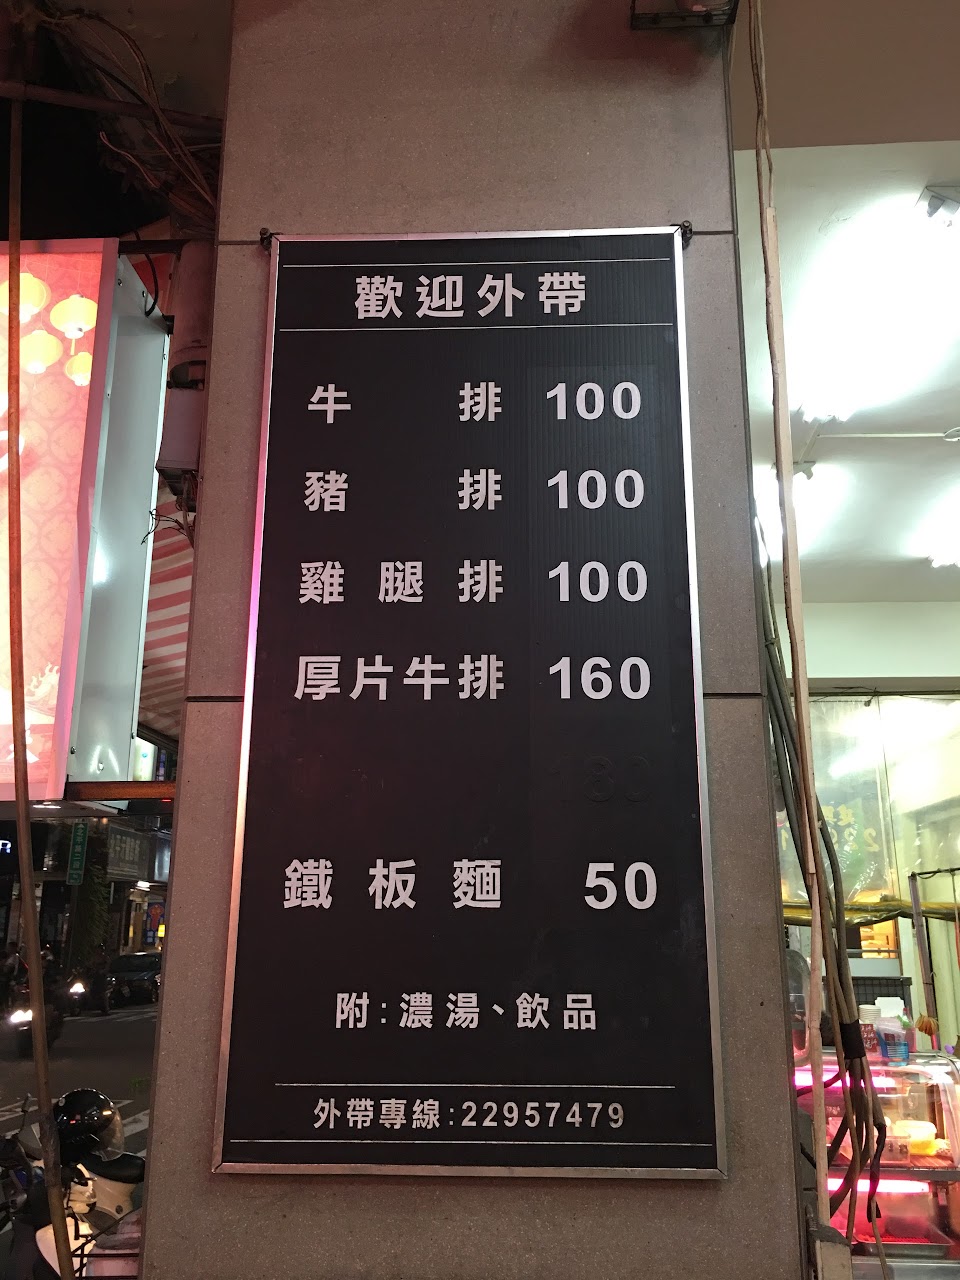 歡迎外帶
牛排 100
豬排 100
雞腿排 100
厚片牛排 160
鐵板麵 50
附:濃湯、飲品
外帶專線:22957479